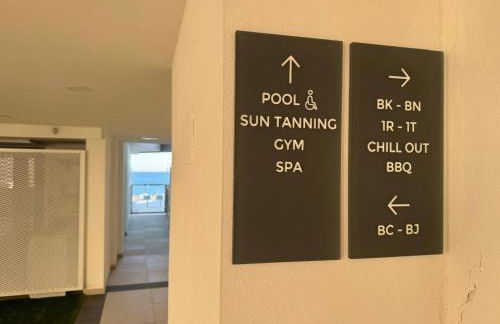 POOL
SUN TANNING
GYM
SPA
BK - BN
1R - 1T
CHILL OUT
BBQ
BC - BJ